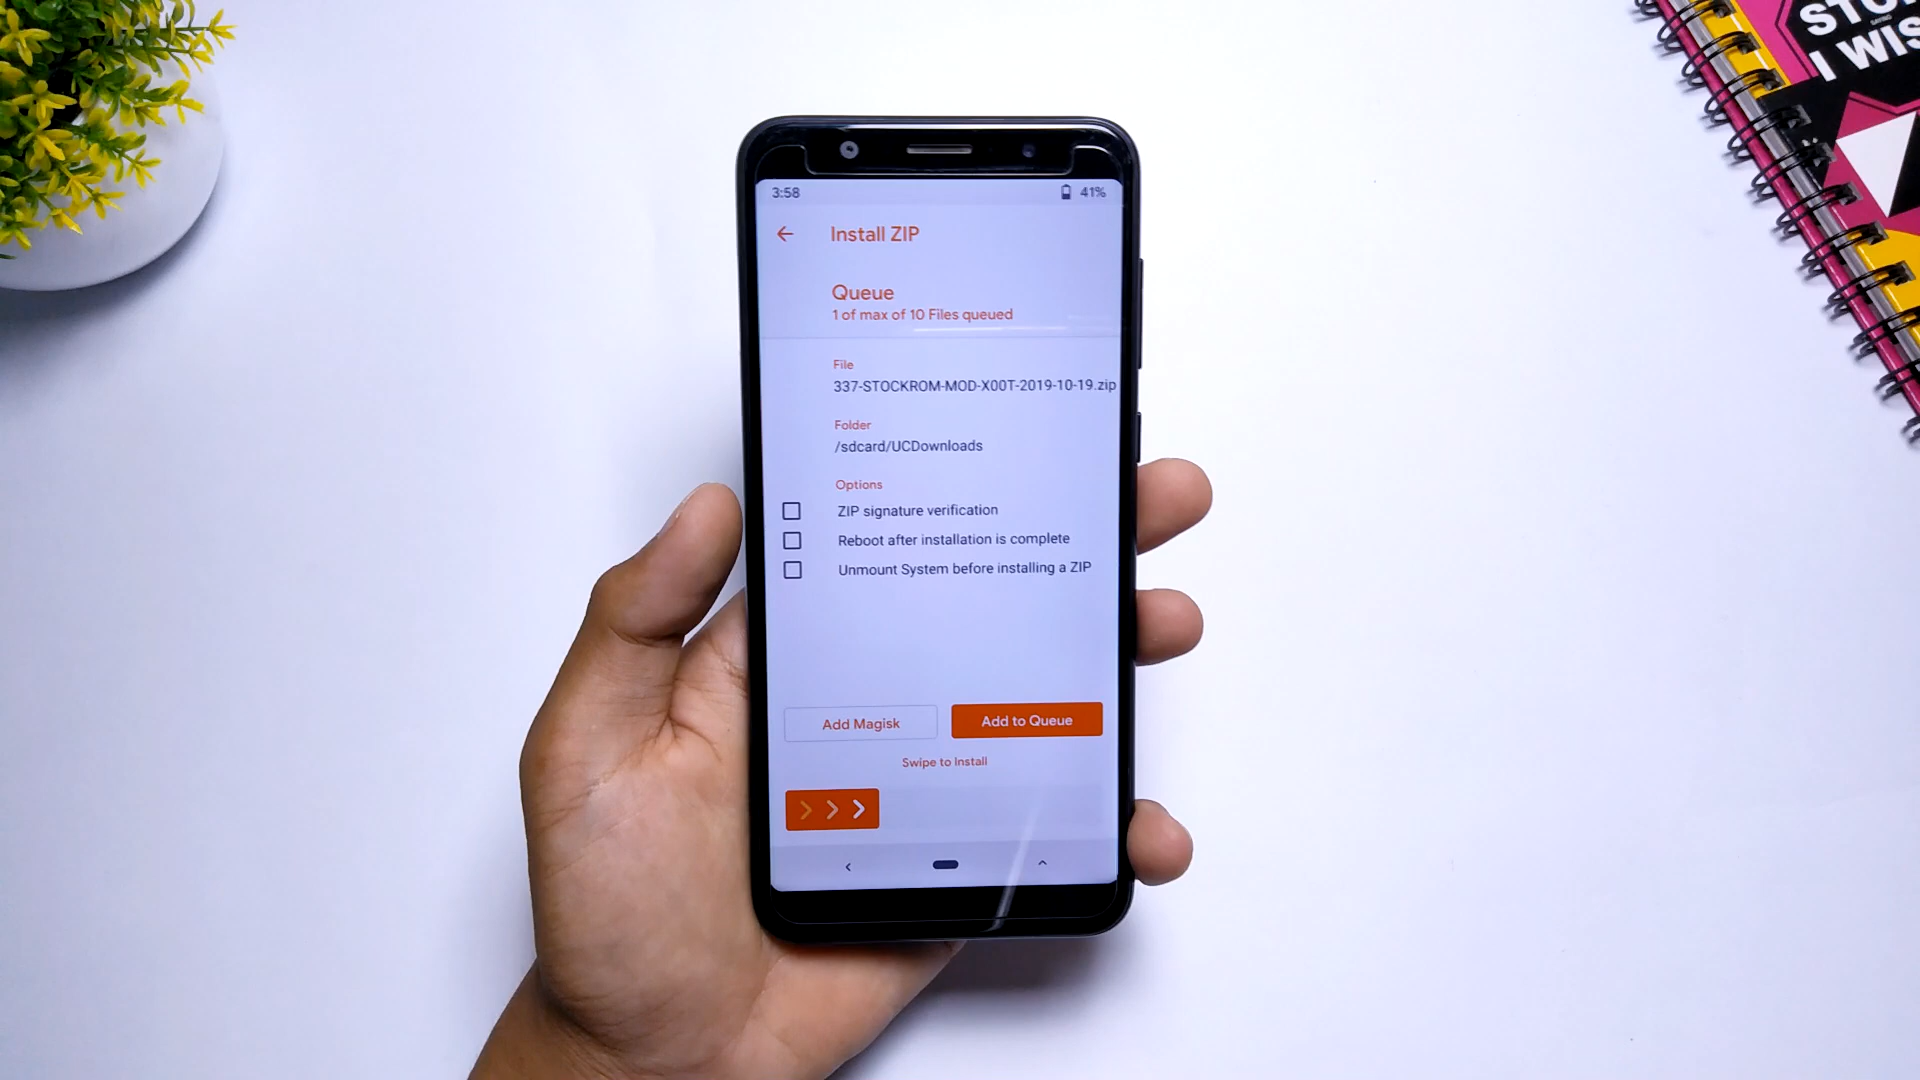 3:58
41%
Install ZIP
Queue
1 of max of 10 Files queued
File
337-STOCKROM-MOD-X00T-2019-10-19.zip
Folder
/sdcard/UCDownloads
Options
ZIP signature verification
Reboot after installation is complete
Unmount System before installing a ZIP
Add Magisk
Add to Queue
Swipe to Install
I WIS